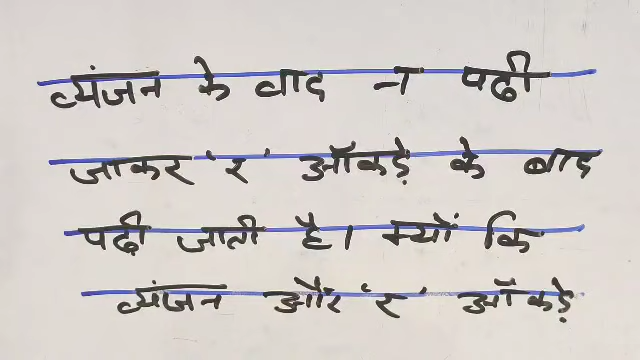 व्यंजन के बाद न पढी
जाकर 'र' आँकड़े के बाद
पढी जाती है। क्यों कि
व्यंजन और 'र' आँकड़े